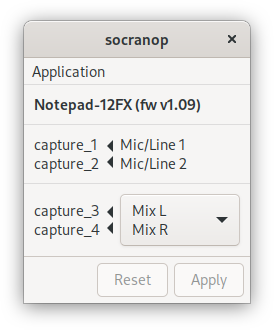 socranop ×
Application
Notepad-12FX (fw v1.09)
capture_1 Mic/Line 1
capture_2 Mic/Line 2
capture_3 Mix L
capture_4 Mix R
Reset Apply